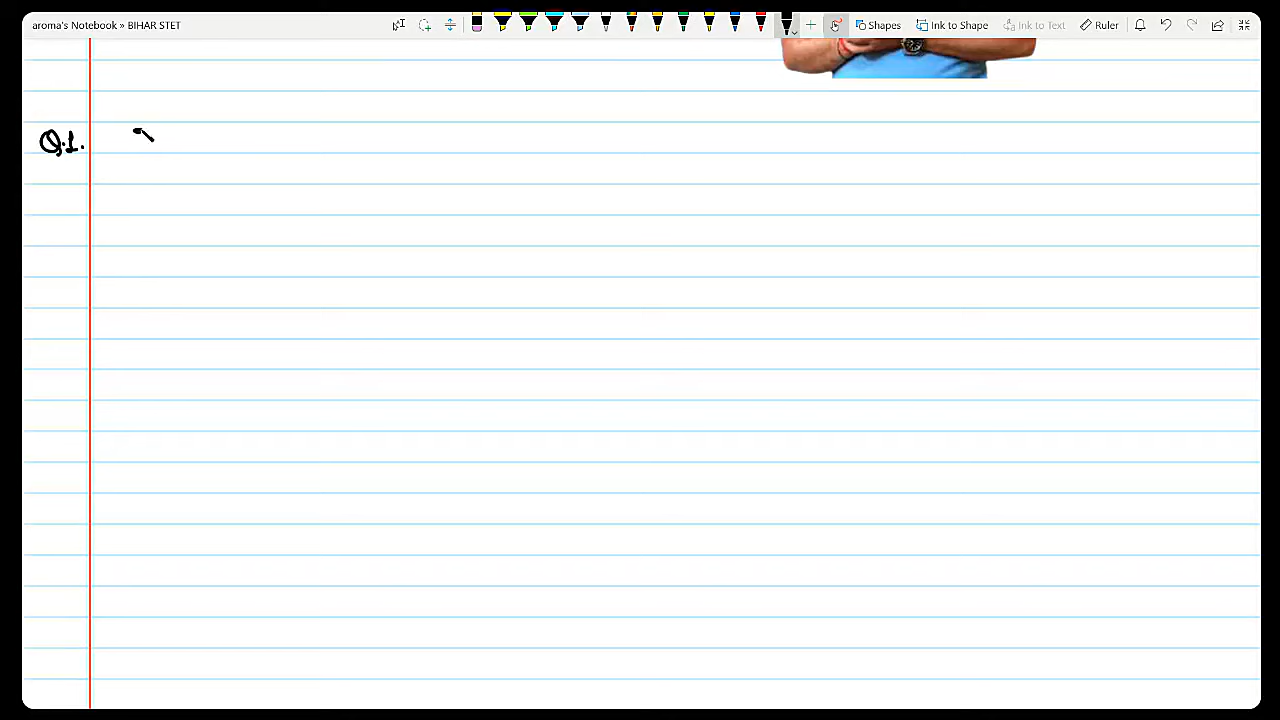 aroma's Notebook » BIHAR STET Shapes Ink to Shape Ink to Text Ruler
Q.1.